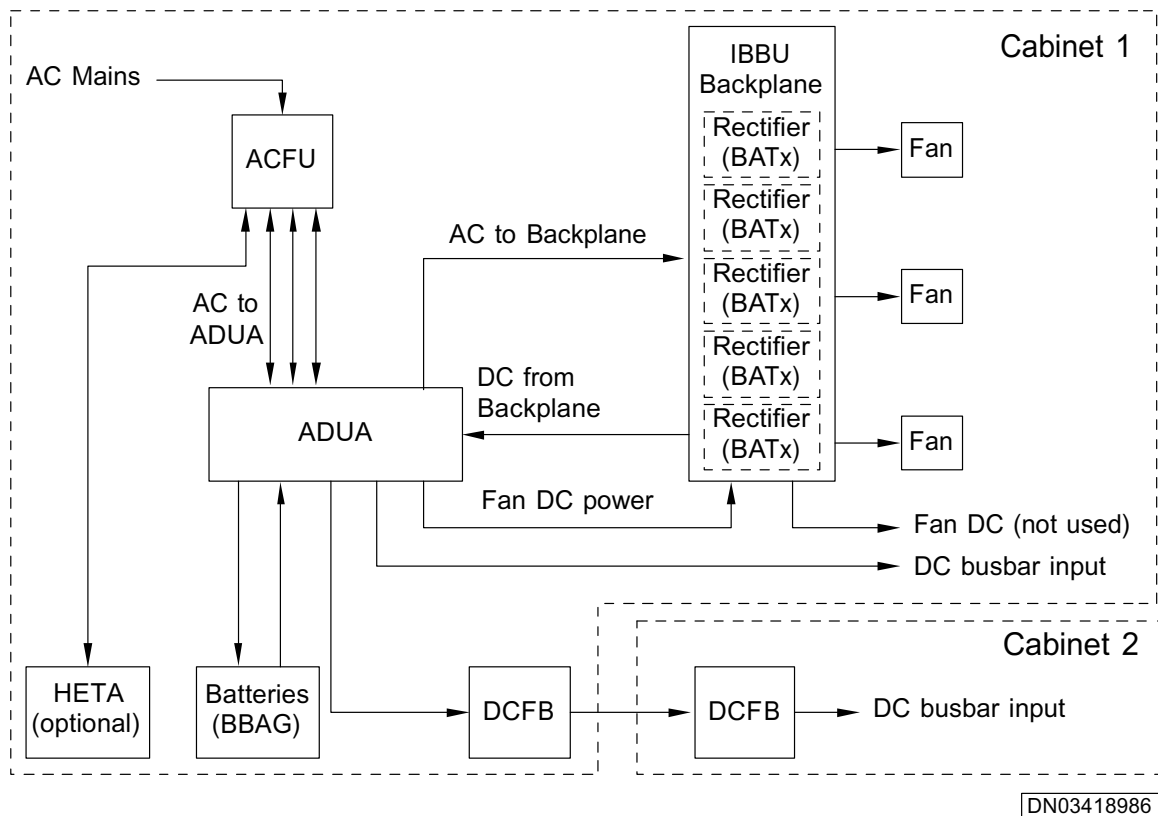 Cabinet 1
AC Mains
ACFU
IBBU
Backplane
Rectifier
(BATx)
Rectifier
(BATx)
Rectifier
(BATx)
Rectifier
(BATx)
Rectifier
(BATx)
Fan
Fan
Fan
AC to Backplane
AC to
ADUA
DC from
Backplane
ADUA
Fan DC power
Fan DC (not used)
DC busbar input
Cabinet 2
HETA
(optional)
Batteries
(BBAG)
DCFB
DCFB
DC busbar input
DN03418986